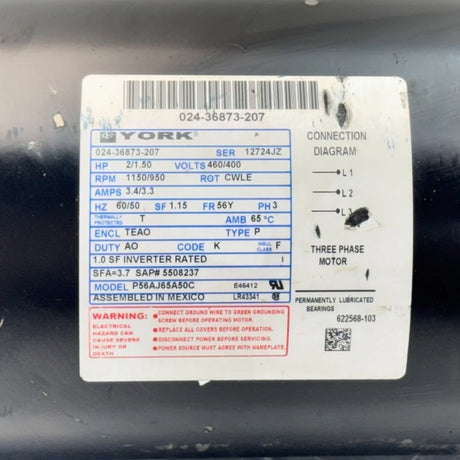 024-36873-207
YORK
024-36873-207 SER 12724JZ
HP 2/1.50 VOLTS 460/400
RPM 1150/950 ROT CWLE
AMPS 3.4/3.3
HZ 60/50 SF 1.15 FR 56Y PH 3
THERMALLY PROTECTED T AMB 65°C
ENCL TEAO TYPE P
DUTY AO CODE K INSUL CLASS F
1.0 SF INVERTER RATED I
SFA=3.7 SAP# 5508237
MODEL P56AJ65A50C E46412
ASSEMBLED IN MEXICO LR43341
WARNING:
ELECTRICAL
HAZARD CAN
CAUSE SEVERE
INJURY OR
DEATH
• CONNECT GROUND WIRE TO GREEN GROUNDING
SCREW BEFORE OPERATING MOTOR.
• REPLACE ALL COVERS BEFORE OPERATION.
• DISCONNECT POWER BEFORE SERVICING.
• POWER SOURCE MUST AGREE WITH NAMEPLATE.
CONNECTION
DIAGRAM
L 1
L 2
L 3
THREE PHASE
MOTOR
PERMANENTLY LUBRICATED
BEARINGS
622568-103